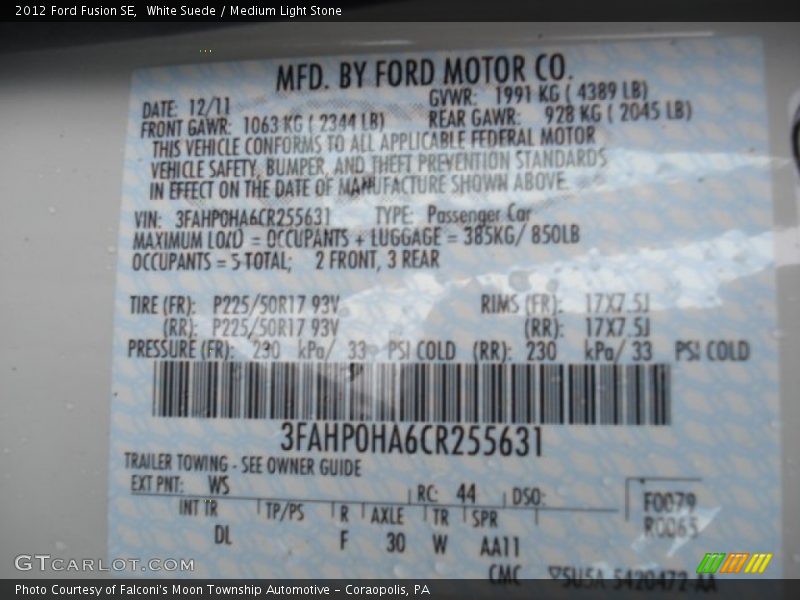 2012 Ford Fusion SE, White Suede / Medium Light Stone
MFD. BY FORD MOTOR CO.
DATE: 12/11 GVWR: 1991 KG ( 4389 LB)
FRONT GAWR: 1063 KG ( 2344 LB) REAR GAWR: 928 KG ( 2045 LB)
THIS VEHICLE CONFORMS TO ALL APPLICABLE FEDERAL MOTOR
VEHICLE SAFETY, BUMPER, AND THEFT PREVENTION STANDARDS
IN EFFECT ON THE DATE OF MANUFACTURE SHOWN ABOVE.
VIN: 3FAHP0HA6CR255631 TYPE: Passenger Car
MAXIMUM LOAD = OCCUPANTS + LUGGAGE = 385KG/ 850LB
OCCUPANTS = 5 TOTAL; 2 FRONT, 3 REAR
TIRE (FR): P225/50R17 93V RIMS (FR): 17X7.5J
(RR): P225/50R17 93V (RR): 17X7.5J
PRESSURE (FR): 230 kPa/ 33 PSI COLD (RR): 230 kPa/ 33 PSI COLD
3FAHP0HA6CR255631
TRAILER TOWING - SEE OWNER GUIDE
EXT PNT: WS RC: 44 DSO: F0079
INT TR TP/PS R AXLE TR SPR R0065
DL F 30 W AA11
CMC ▽SU5A 5420472 AA
GTCARLOT.COM
Photo Courtesy of Falconi's Moon Township Automotive – Coraopolis, PA